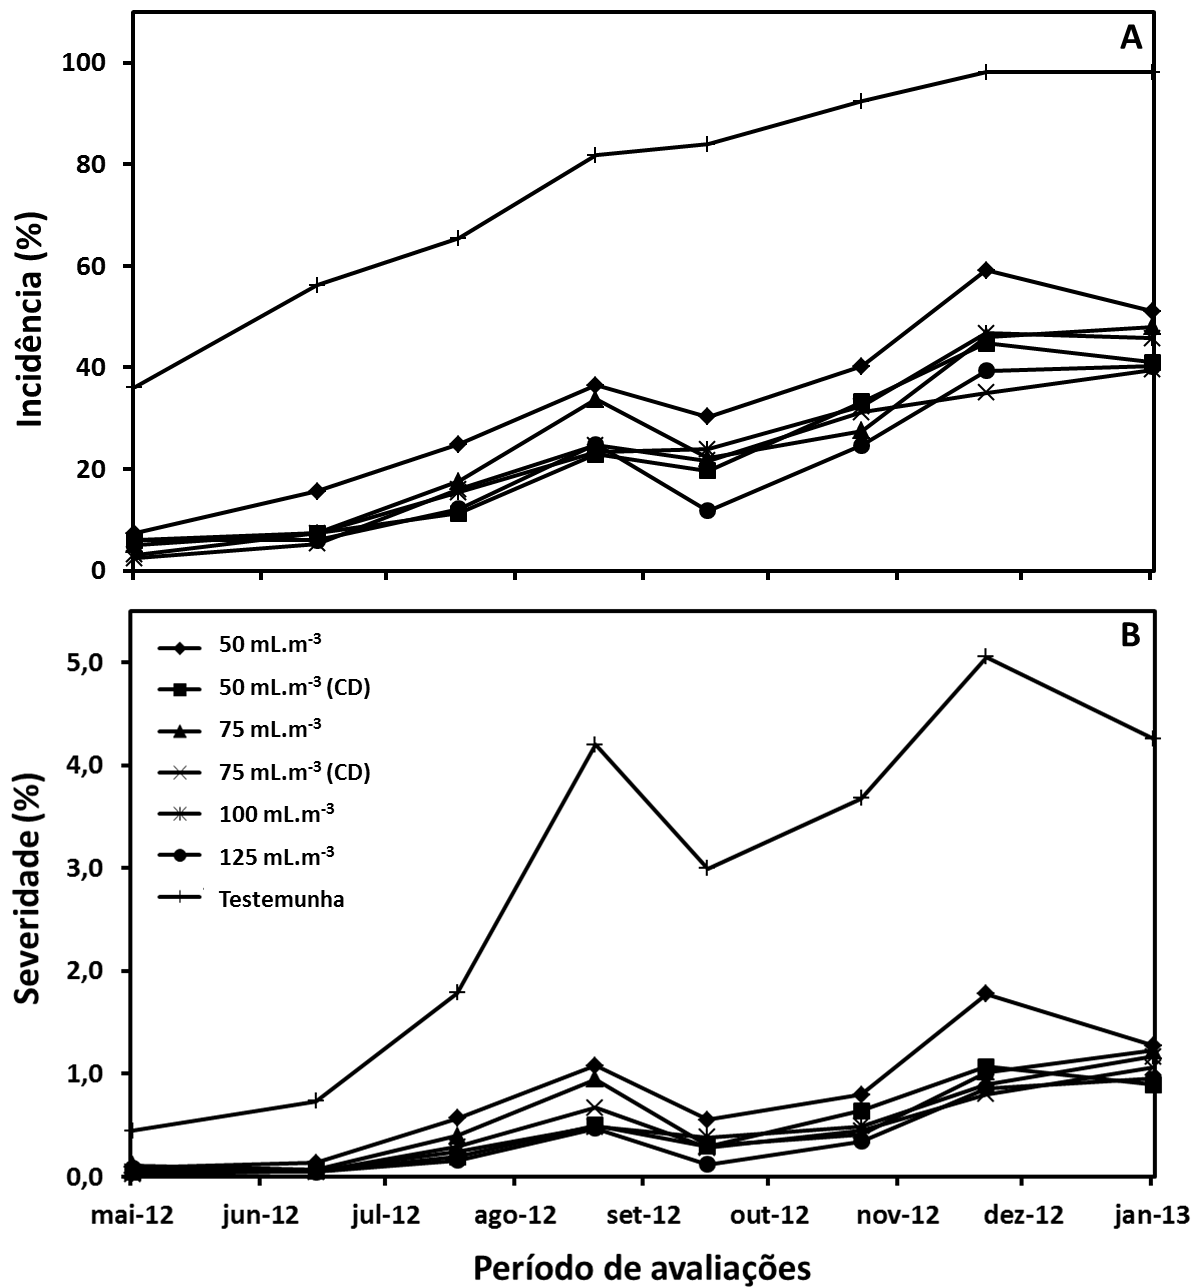 A
100
80
60
40
20
0
Incidência (%)
B
5,0
4,0
3,0
2,0
1,0
0,0
Severidade (%)
50 mL.m⁻³
50 mL.m⁻³ (CD)
75 mL.m⁻³
75 mL.m⁻³ (CD)
100 mL.m⁻³
125 mL.m⁻³
Testemunha
mai-12 jun-12 jul-12 ago-12 set-12 out-12 nov-12 dez-12 jan-13
Período de avaliações